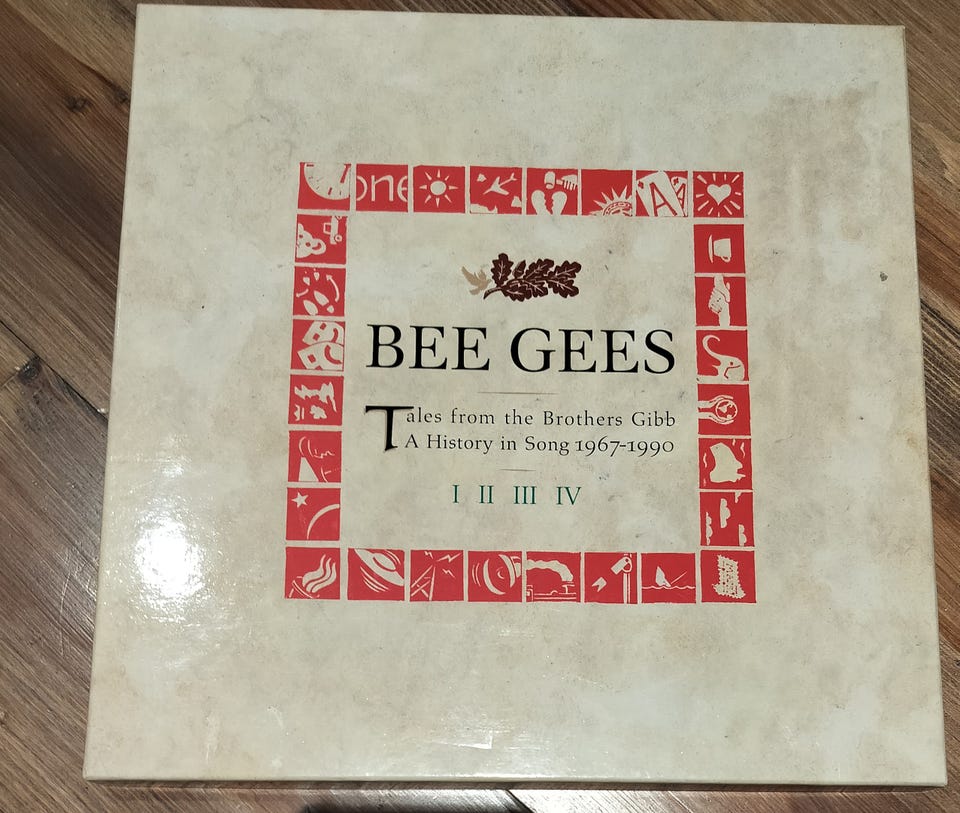 one
A A
BEE GEES
Tales from the Brothers Gibb
A History in Song 1967-1990
I II III IV